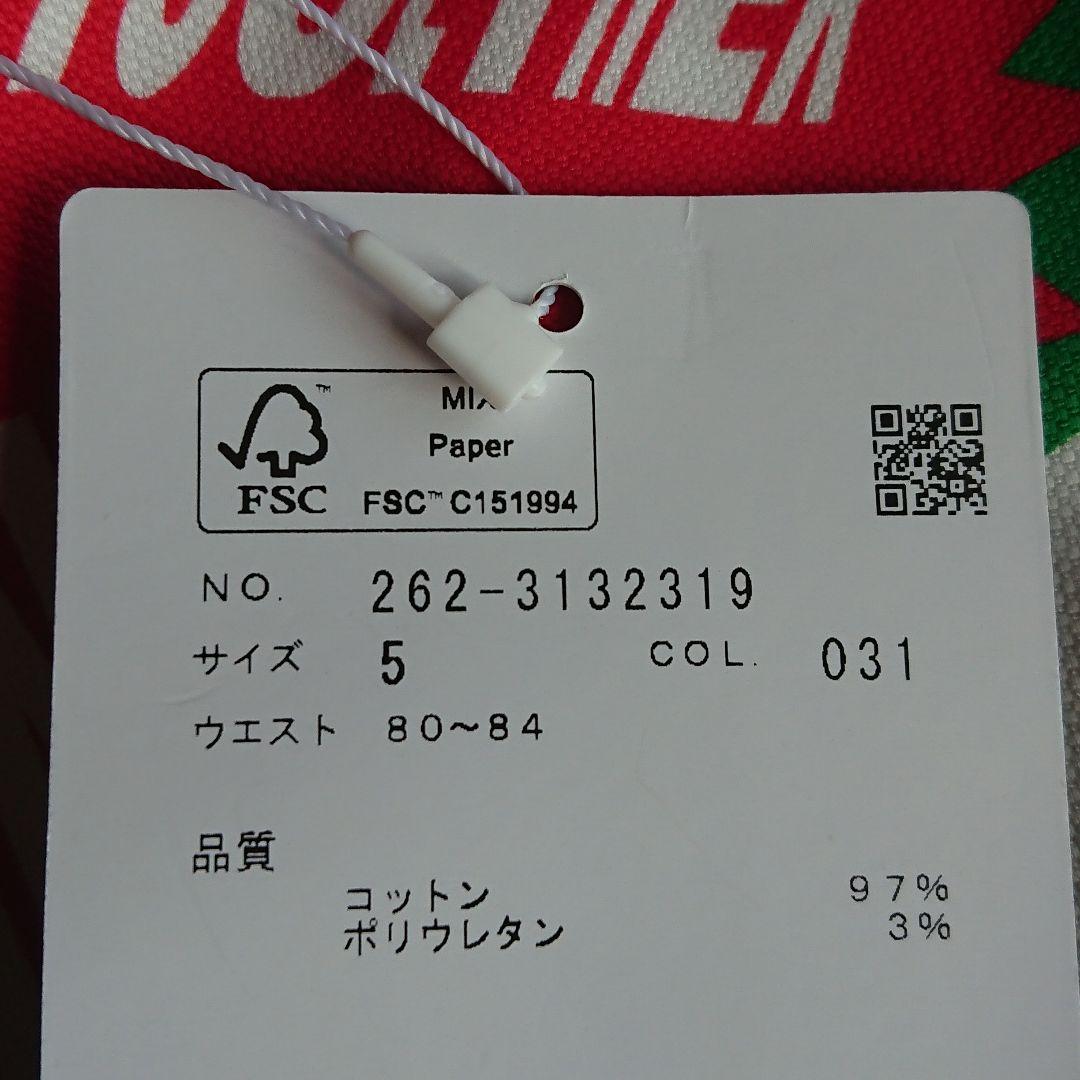 MIX
Paper
FSC
FSC™ C151994
NO. 262-3132319
サイズ 5 COL. 031
ウエスト 80~84
品質
コットン 97%
ポリウレタン 3%